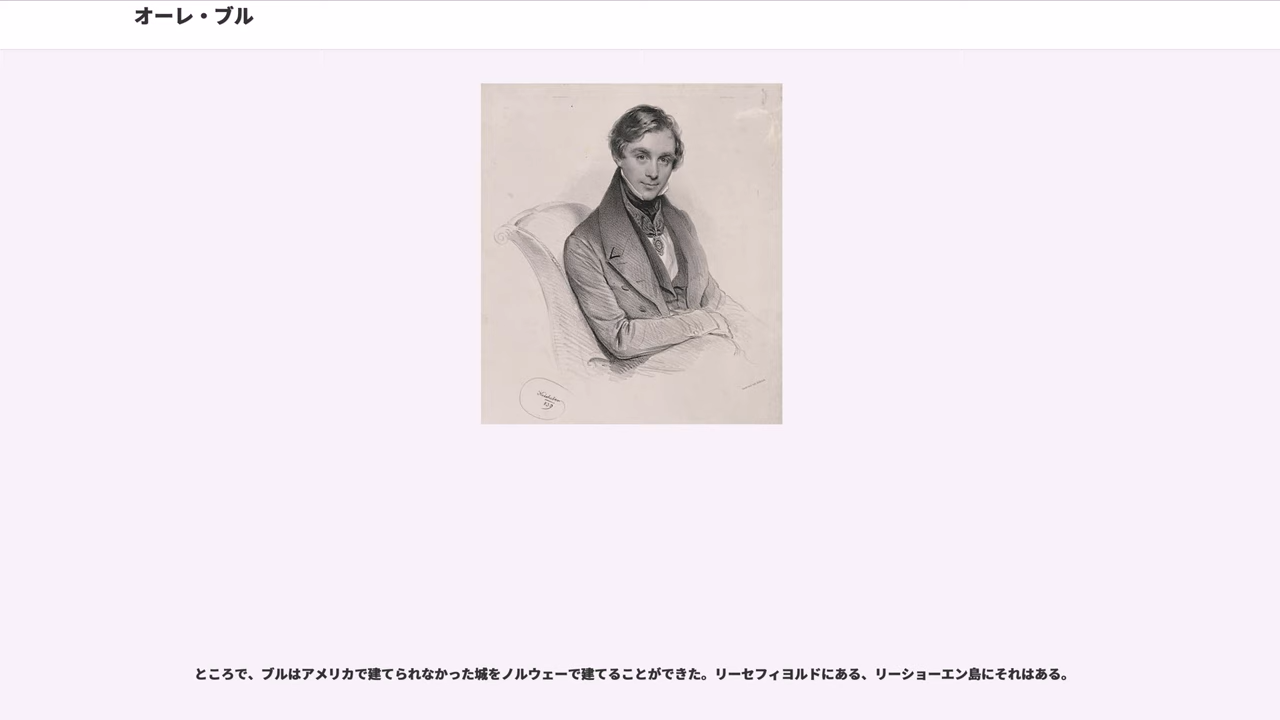 オーレ・ブル
ところで、ブルはアメリカで建てられなかった城をノルウェーで建てることができた。リーセフィヨルドにある、リーショーエン島にそれはある。